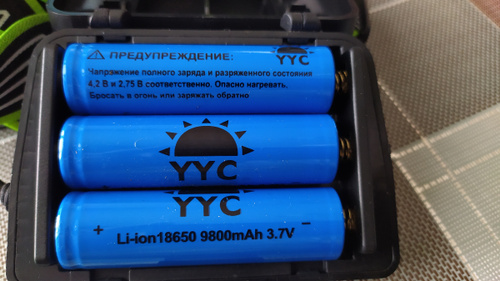 ⚠ ПРЕДУПРЕЖДЕНИЕ:
YYC
Напряжение полного заряда и разряженного состояния
4,2 В и 2,75 В соответственно. Опасно нагревать.
Бросать в огонь или заряжать обратно
YYC
YYC
+ Li-ion18650 9800mAh 3.7V −